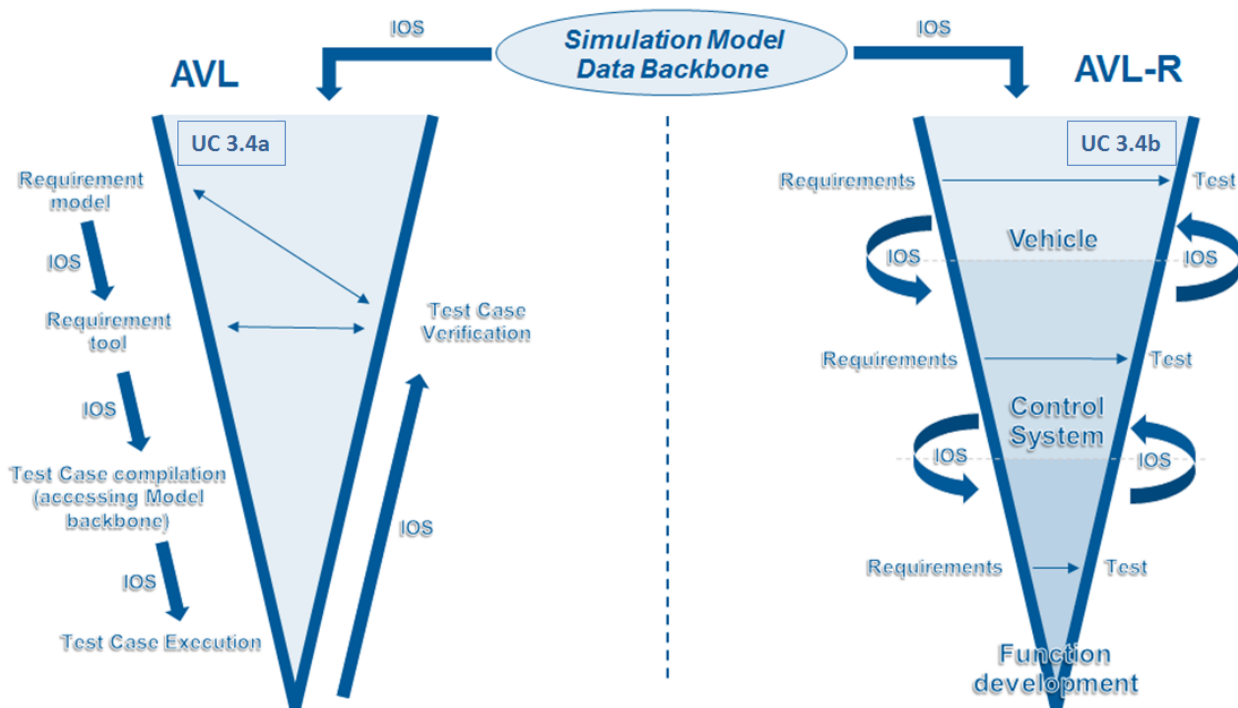 IOS
Simulation Model
Data Backbone
IOS
AVL
AVL-R
UC 3.4a
Requirement
model
IOS
Requirement
tool
IOS
Test Case compilation
(accessing Model
backbone)
IOS
Test Case Execution
Test Case
Verification
IOS
UC 3.4b
Requirements
Test
Vehicle
IOS
IOS
Requirements
Test
Control
System
IOS
IOS
Requirements
Test
Function
development